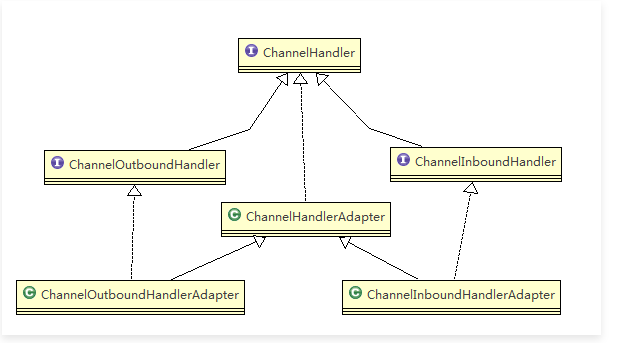 I ChannelHandler
I ChannelOutboundHandler
I ChannelInboundHandler
C ChannelHandlerAdapter
C ChannelOutboundHandlerAdapter
C ChannelInboundHandlerAdapter